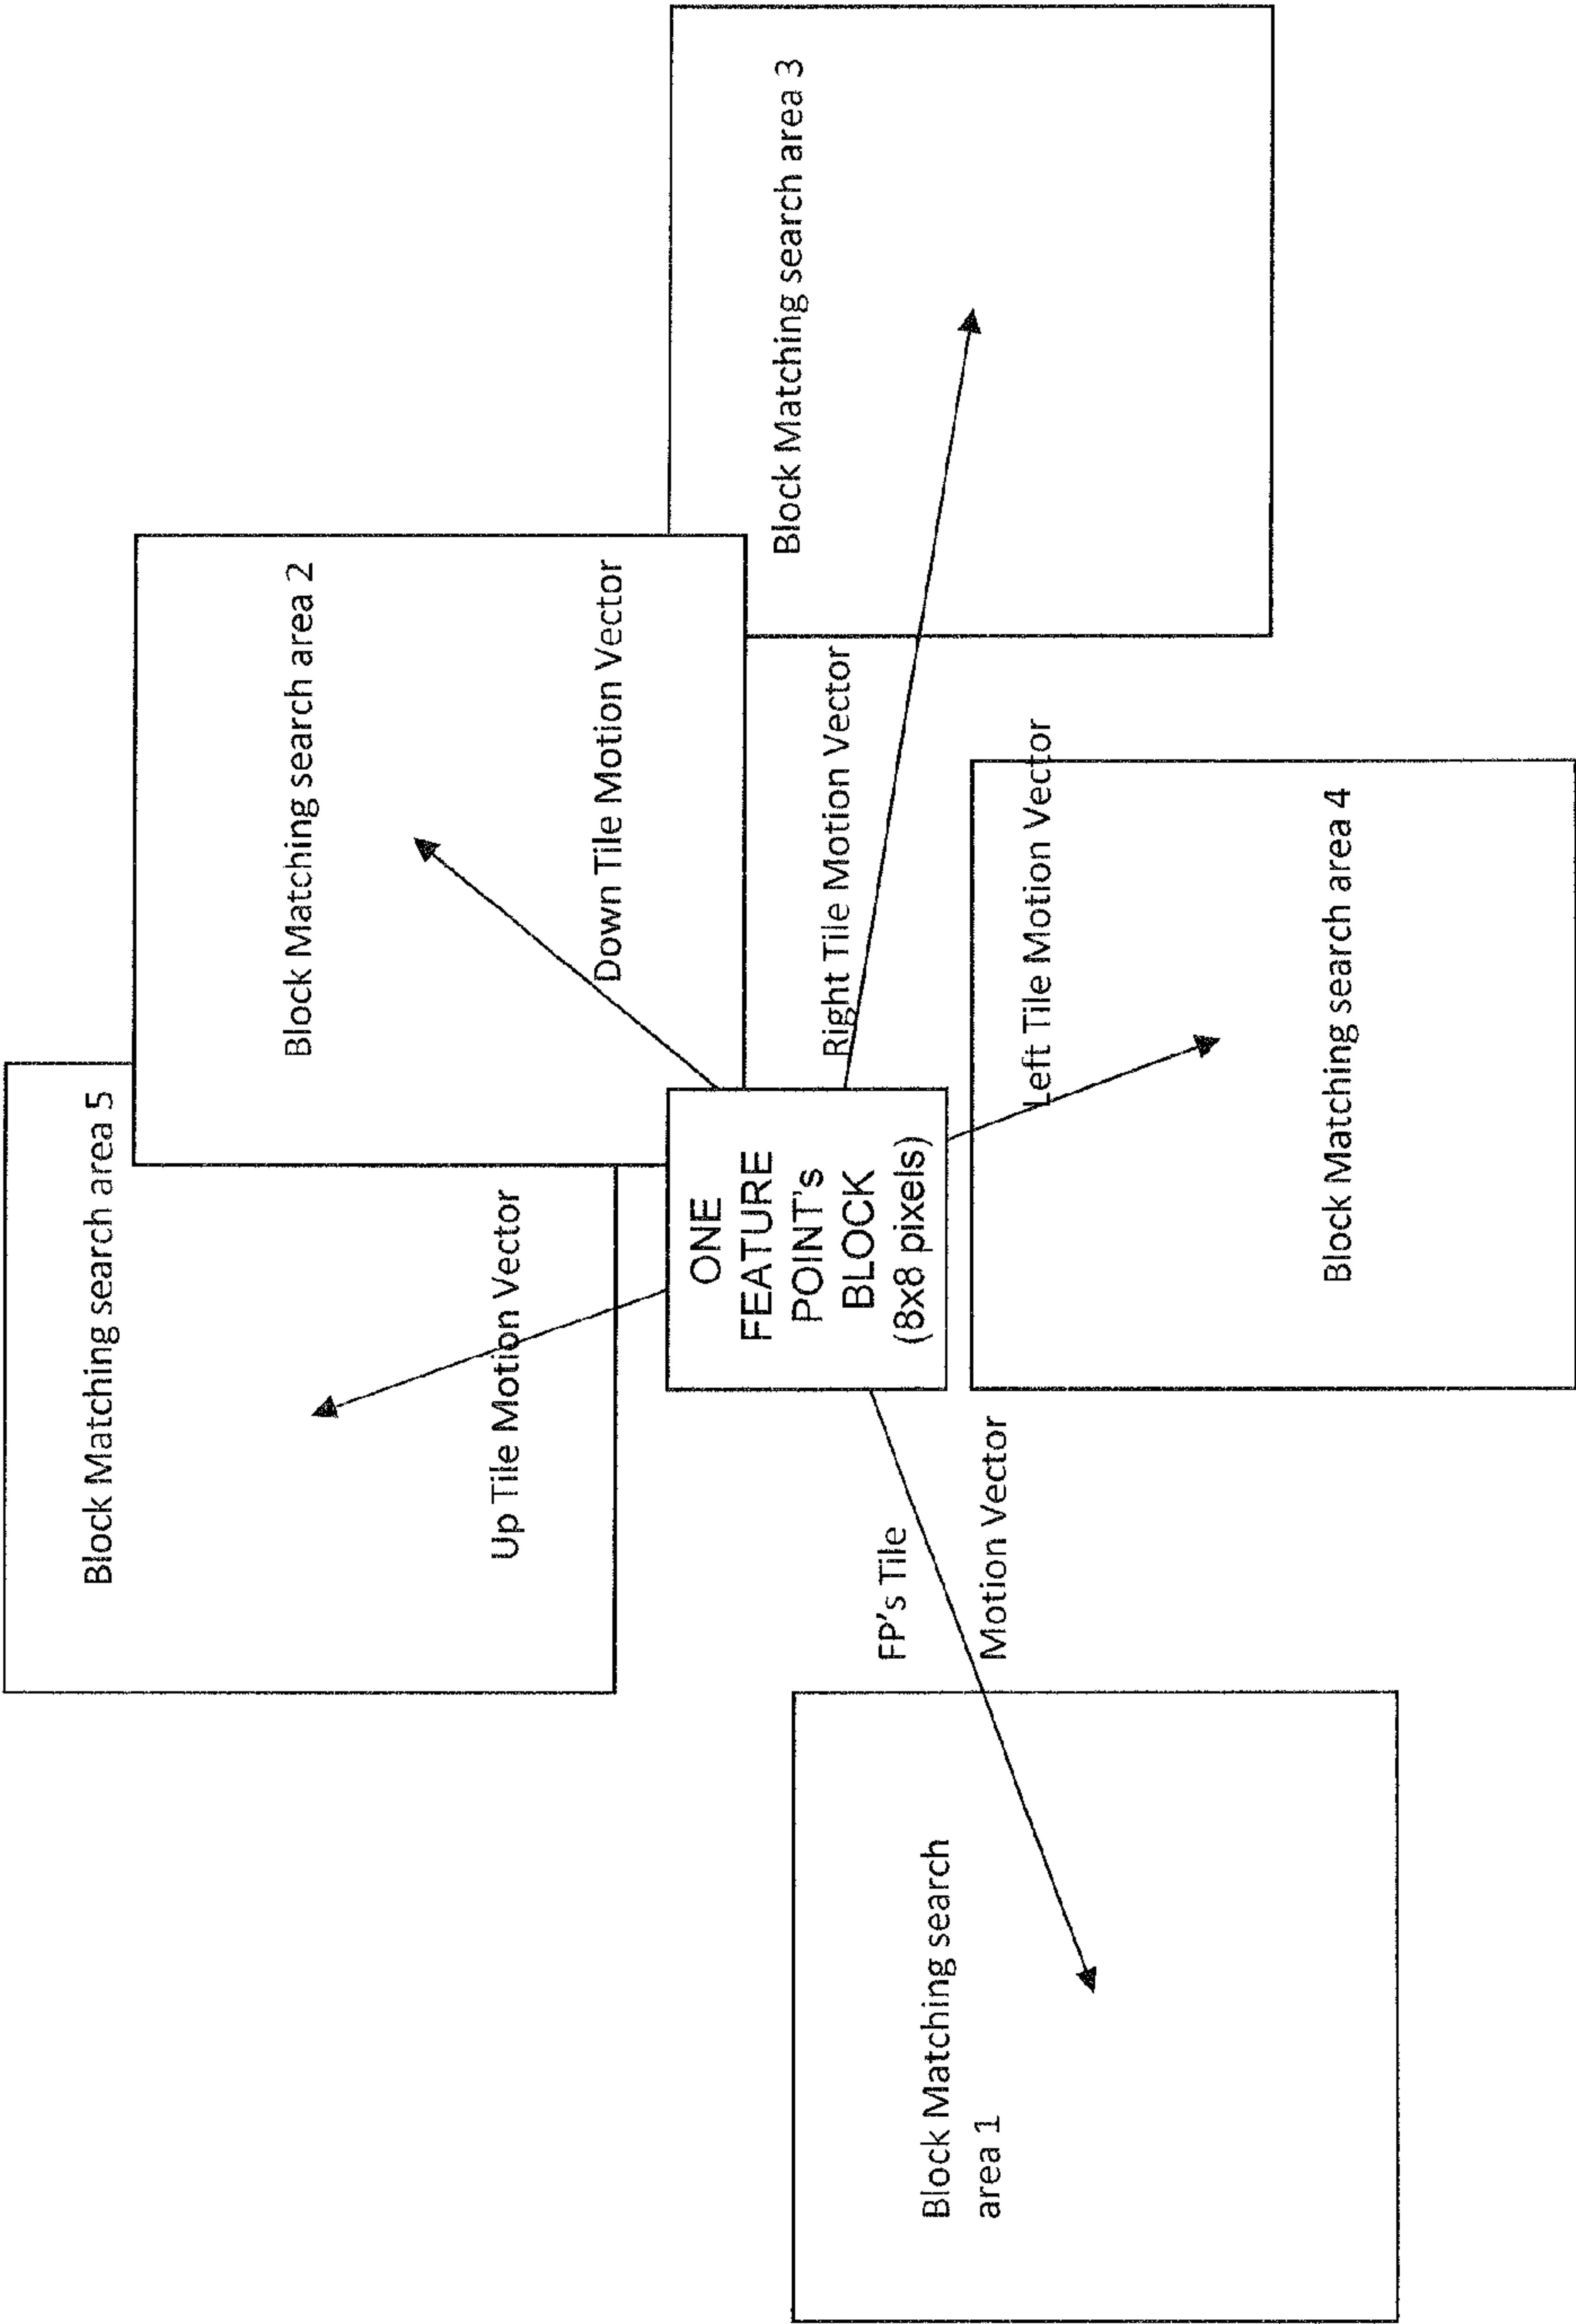 Block Matching search area 5
Up Tile Motion Vector
Block Matching search area 2
Down Tile Motion Vector
Block Matching search area 3
Right Tile Motion Vector
ONE
FEATURE
POINT's
BLOCK
(8x8 pixels)
Left Tile Motion Vector
Block Matching search area 4
FP's Tile
Motion Vector
Block Matching search
area 1